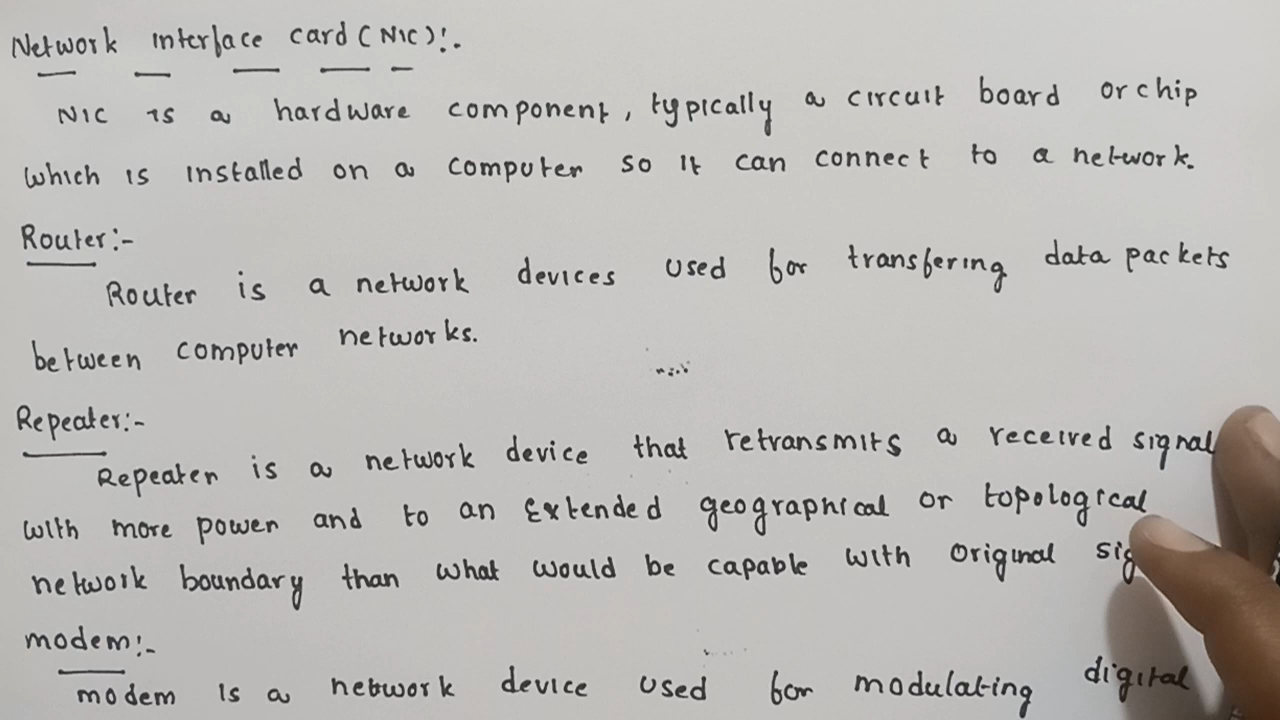 Network Interface card (NIC):-
NIC is a hardware component, typically a circuit board or chip
which is installed on a computer so it can connect to a network.
Router:-
Router is a network devices used for transfering data packets
between computer networks.
Repeater:-
Repeater is a network device that retransmits a received signal
with more power and to an extended geographical or topological
network boundary than what would be capable with original
modem:-
modem is a network device used for modulating digital